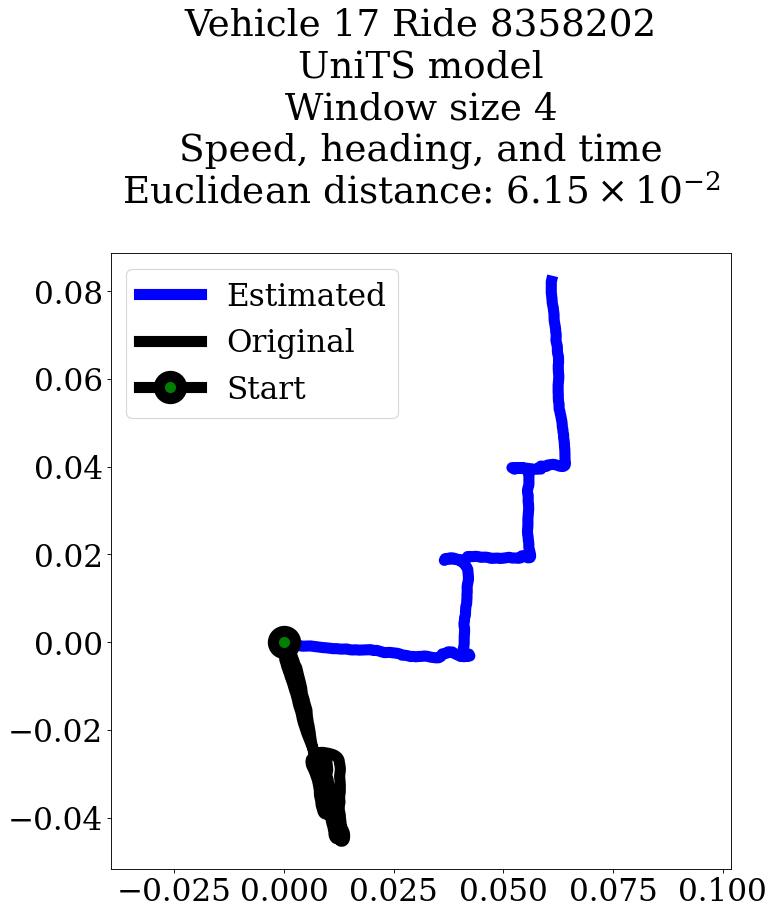 Vehicle 17 Ride 8358202
UniTS model
Window size 4
Speed, heading, and time
Euclidean distance: 6.15 × 10⁻²
Estimated
Original
Start
0.08
0.06
0.04
0.02
0.00
−0.02
−0.04
−0.025 0.000 0.025 0.050 0.075 0.100